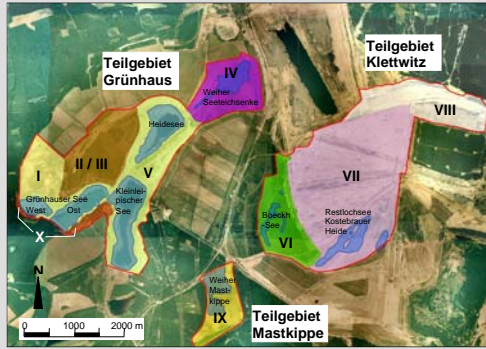 Teilgebiet
Grünhaus
Teilgebiet
Klettwitz
IV
Weiher
Seeteichsenke
VIII
Heidesee
II / III
I
V
VII
Grünhauser See
West
Ost
Kleinlei-
pischer
See
X
Boeckh
-See
VI
Restlochsee
Kostebrauer
Heide
N
Weiher
Mast-
kippe
IX
Teilgebiet
Mastkippe
0 1000 2000 m